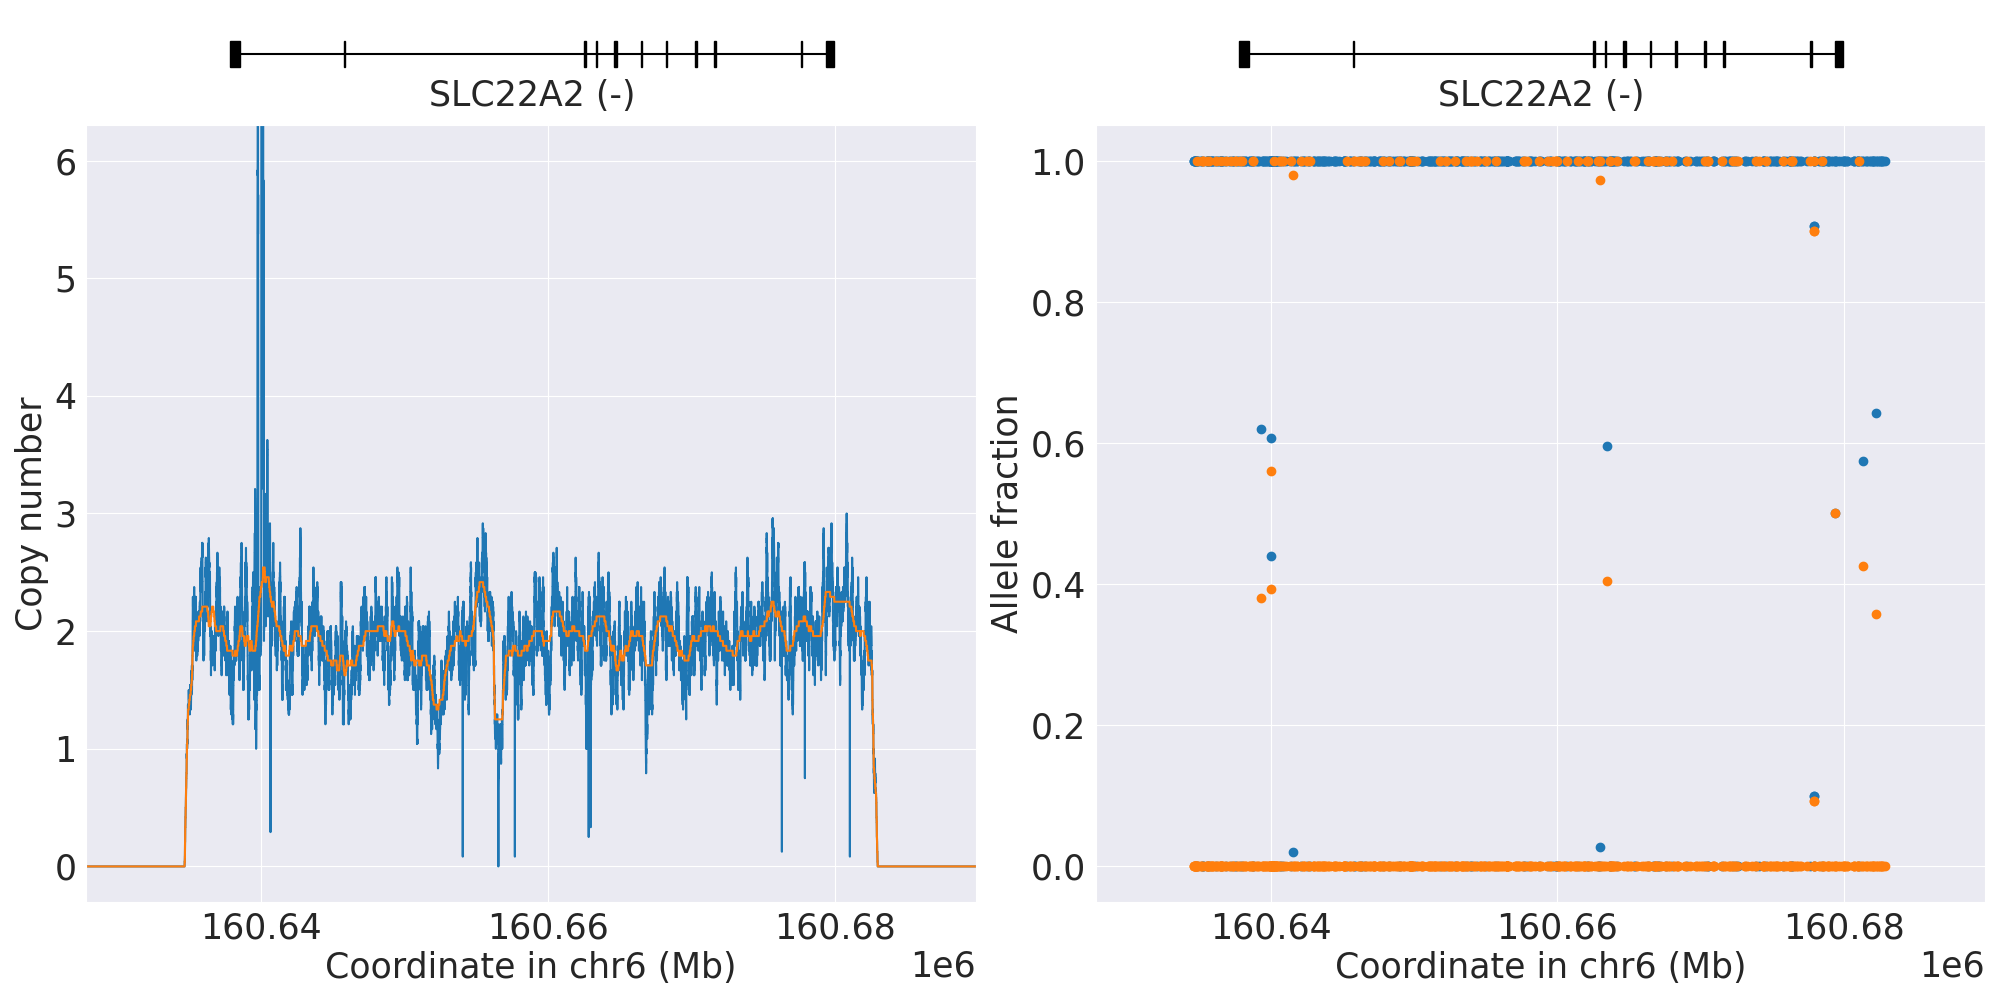 SLC22A2 (-)
6
5
4
3
2
1
0
Copy number
160.64
160.66
160.68
Coordinate in chr6 (Mb)
1e6
SLC22A2 (-)
1.0
0.8
0.6
0.4
0.2
0.0
Allele fraction
160.64
160.66
160.68
Coordinate in chr6 (Mb)
1e6